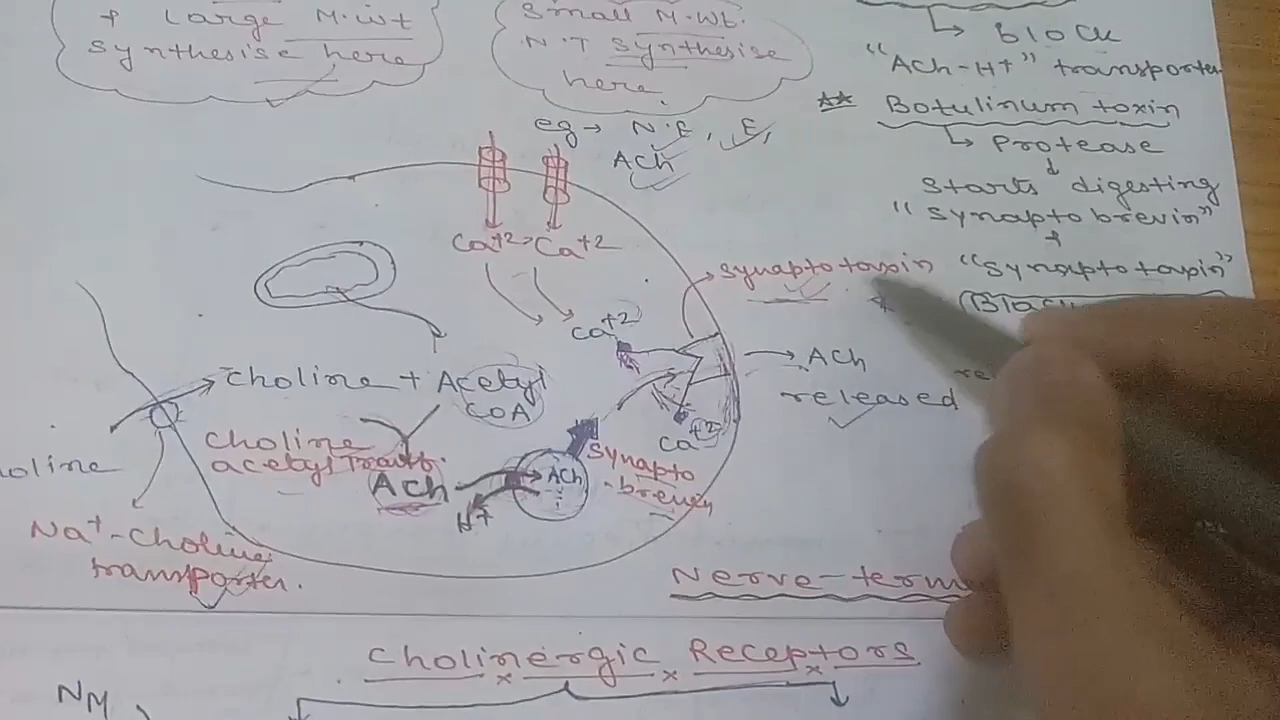 + Large M.wt
synthesise here
Small M.Wt.
N.T synthesise
here.
eg → N.E, E,
ACh
↳ Block
"ACh-H+" transporter
** Botulinum toxin
↳ Protease
↓
Starts digesting
"Synaptobrevin"
+
"Synaptotaxin"
Ca+2 Ca+2
Synaptotaxin
Ca+2
→ ACh
released
Choline + Acetyl
COA
Choline
acetyl Transf.
ACh
ACh
H+
Synapto
-brevin
Ca+2
choline
Na+-choline
transporter.
Nerve-term
Cholinergic x Receptors
NM